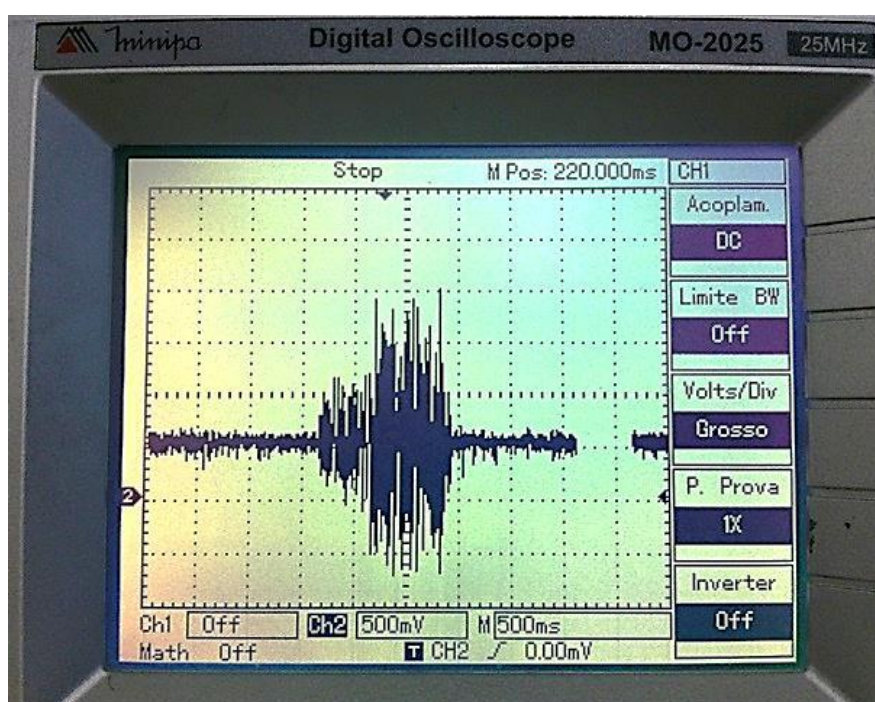 minipa Digital Oscilloscope MO-2025 25MHz
Stop M Pos: 220.000ms CH1
Acoplam.
DC
Limite BW
Off
Volts/Div
Grosso
2
P. Prova
1X
Inverter
Off
Ch1 Off Ch2 500mV M 500ms
Math Off T CH2 0.00mV